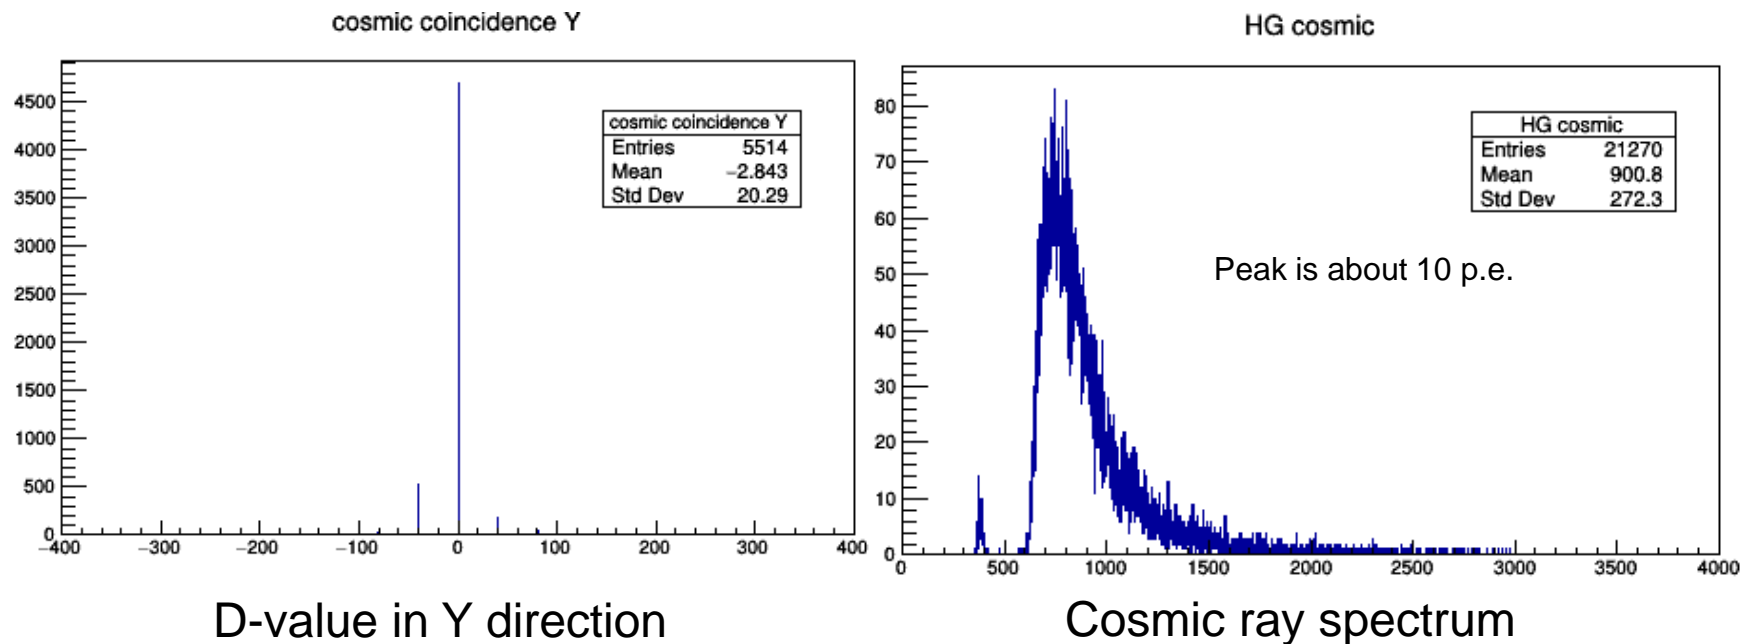 cosmic coincidence Y
4500
4000
3500
3000
2500
2000
1500
1000
500
0
−400 −300 −200 −100 0 100 200 300 400
cosmic coincidence Y
Entries 5514
Mean −2.843
Std Dev 20.29
D-value in Y direction
HG cosmic
80
70
60
50
40
30
20
10
0
0 500 1000 1500 2000 2500 3000 3500 4000
HG cosmic
Entries 21270
Mean 900.8
Std Dev 272.3
Peak is about 10 p.e.
Cosmic ray spectrum